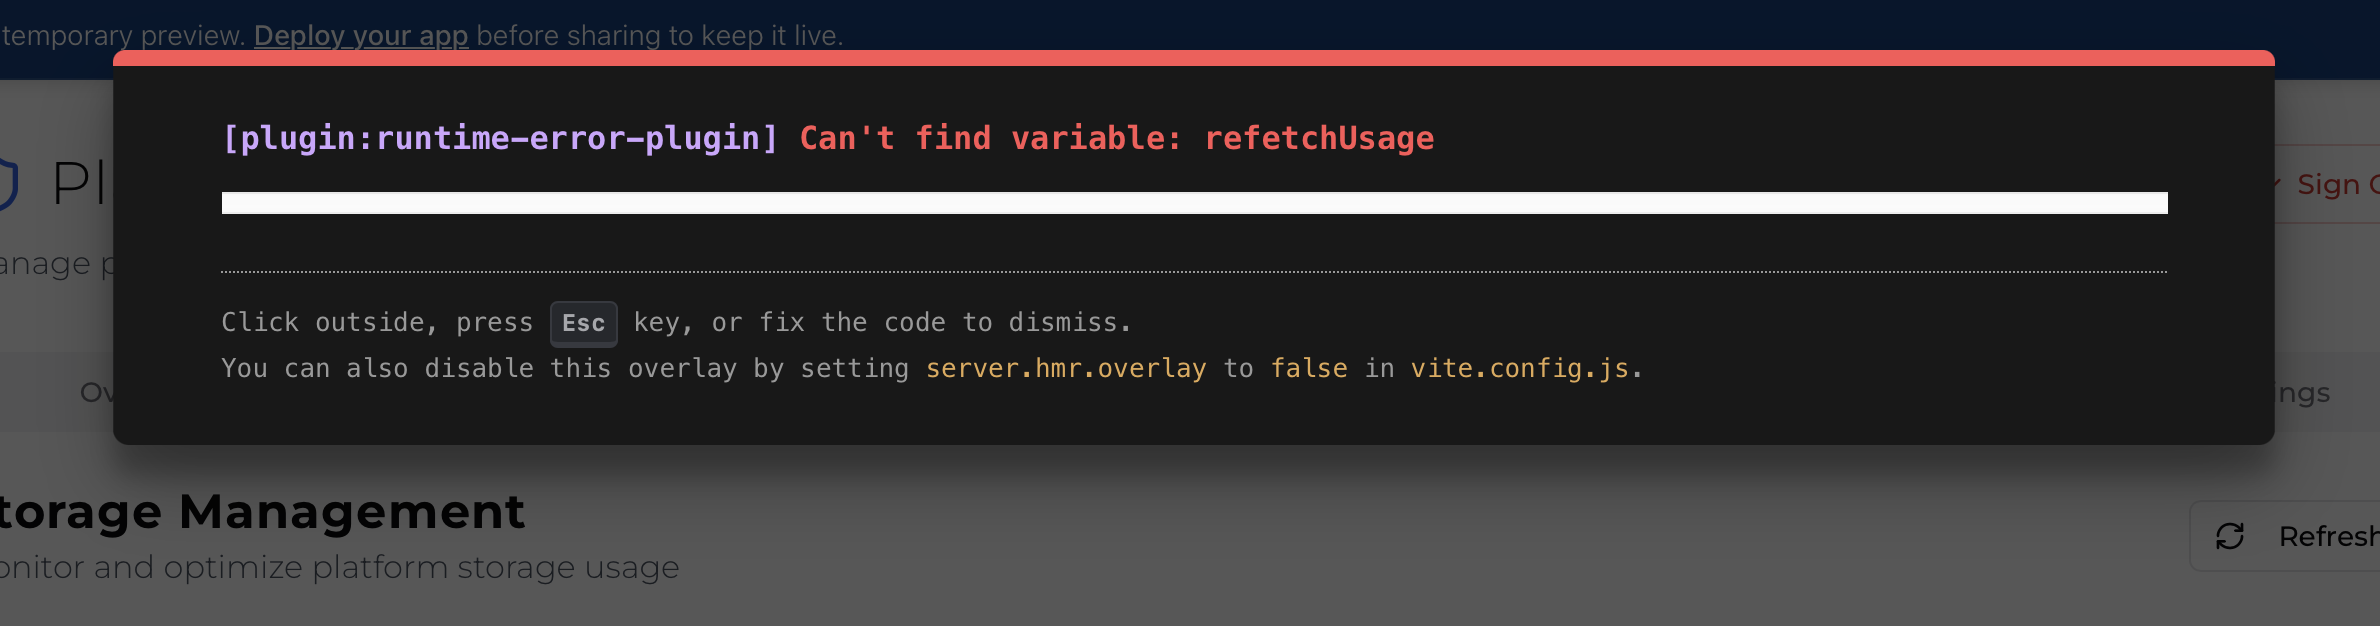 temporary preview. Deploy your app before sharing to keep it live.
[plugin:runtime-error-plugin] Can't find variable: refetchUsage
Pl
Sign
anage p
Click outside, press Esc key, or fix the code to dismiss.
You can also disable this overlay by setting server.hmr.overlay to false in vite.config.js.
Ov
ings
torage Management
Refresh
onitor and optimize platform storage usage